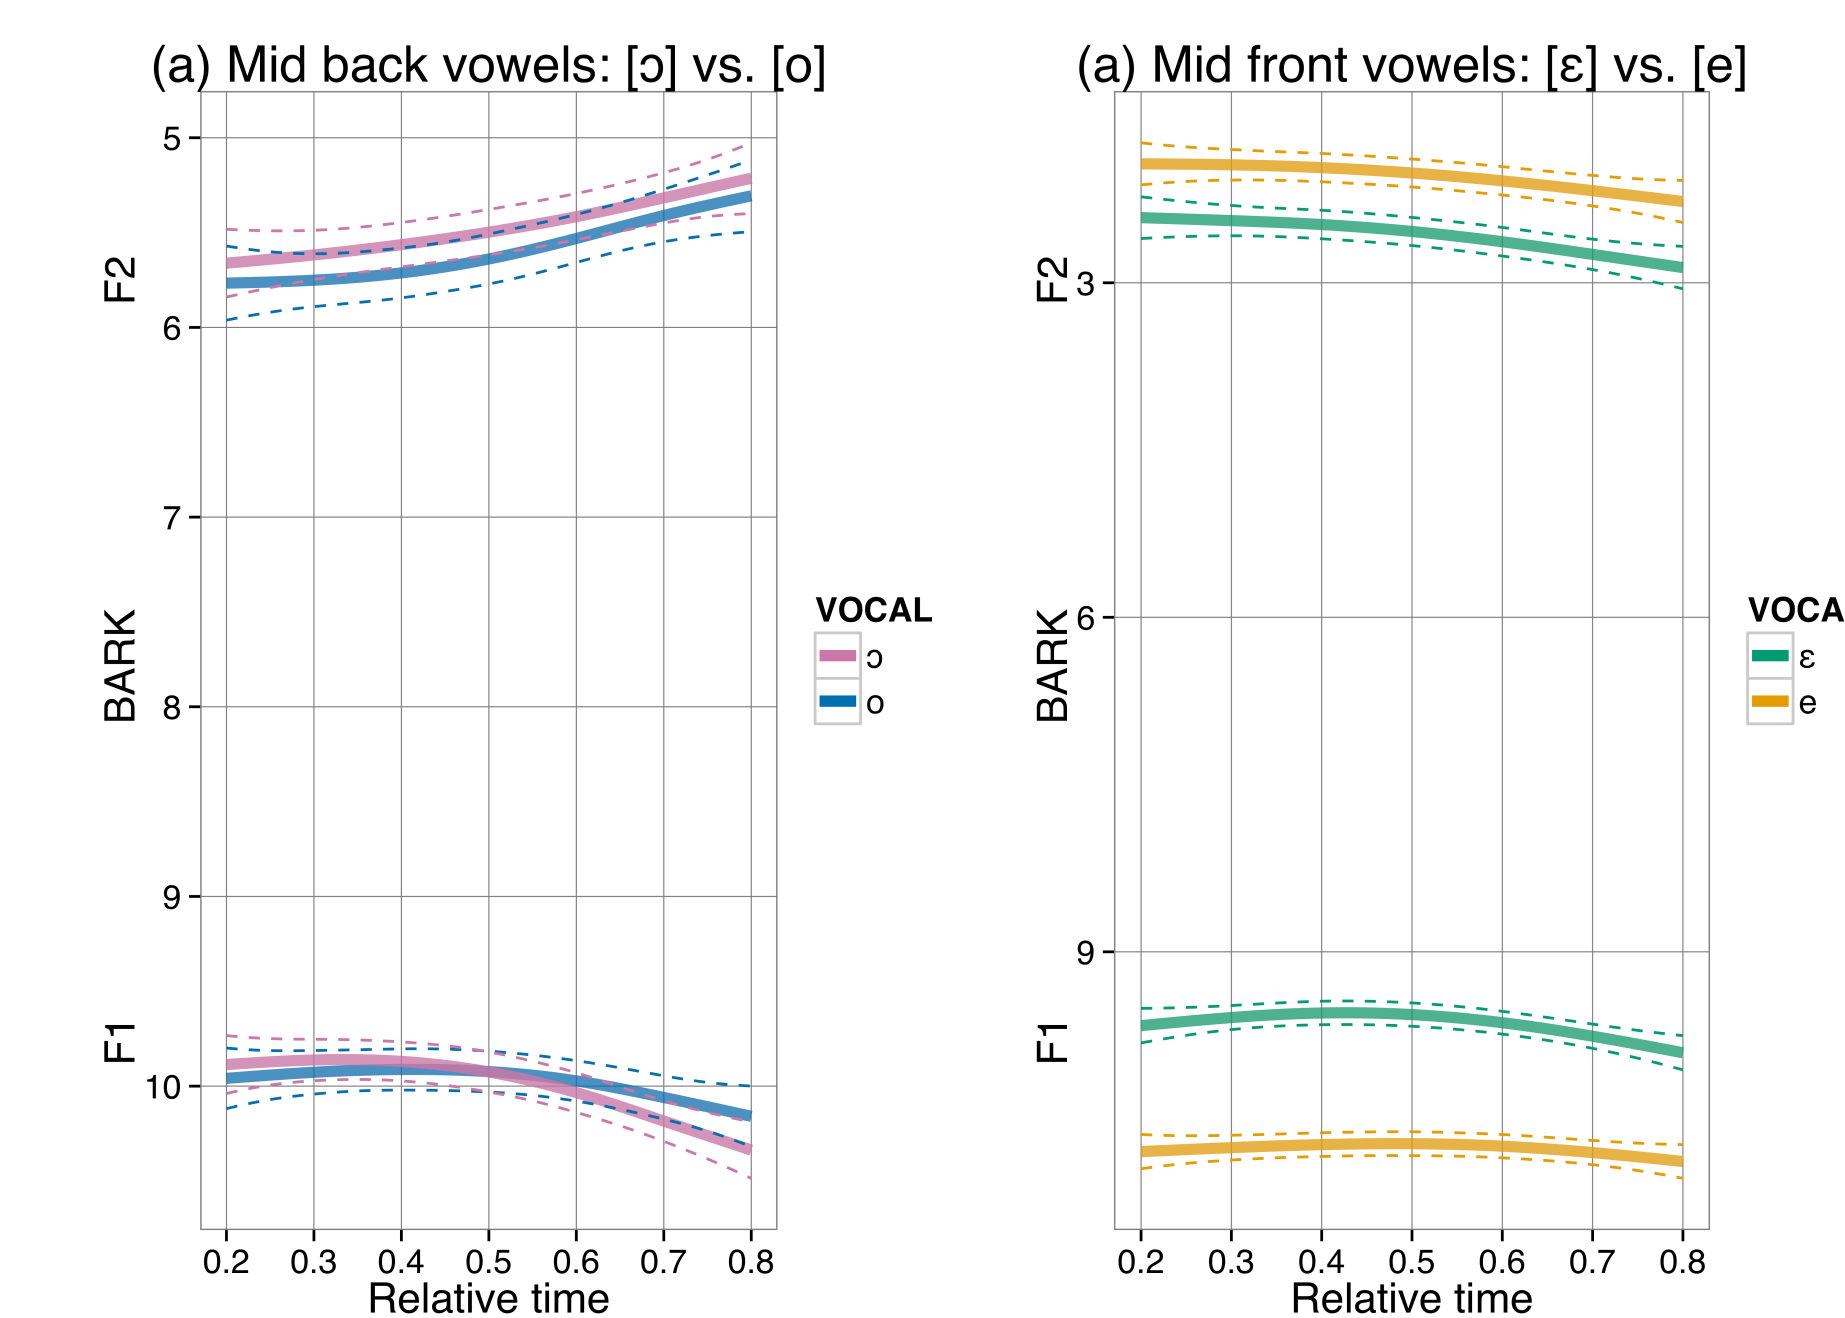 (a) Mid back vowels: [ɔ] vs. [o]
5
6
7
8
9
10
F2
BARK
F1
0.2 0.3 0.4 0.5 0.6 0.7 0.8
Relative time
VOCAL
ɔ
o
(a) Mid front vowels: [ɛ] vs. [e]
3
6
9
F2
BARK
F1
0.2 0.3 0.4 0.5 0.6 0.7 0.8
Relative time
VOCA
ɛ
e